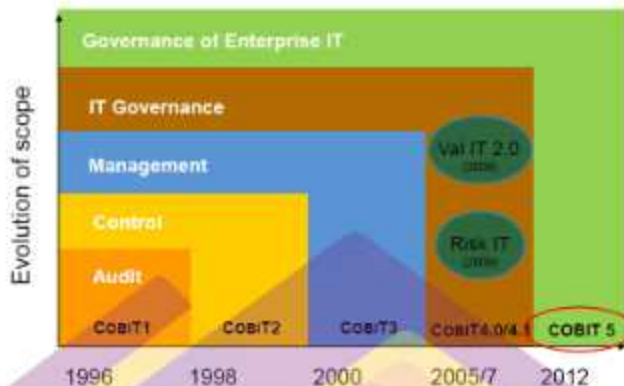 Governance of Enterprise IT
IT Governance
Val IT 2.0
Management
Control
Risk IT
Audit
COBIT1
COBIT2
COBIT3
COBIT4.0/4.1
COBIT 5
1996
1998
2000
2005/7
2012
Evolution of scope